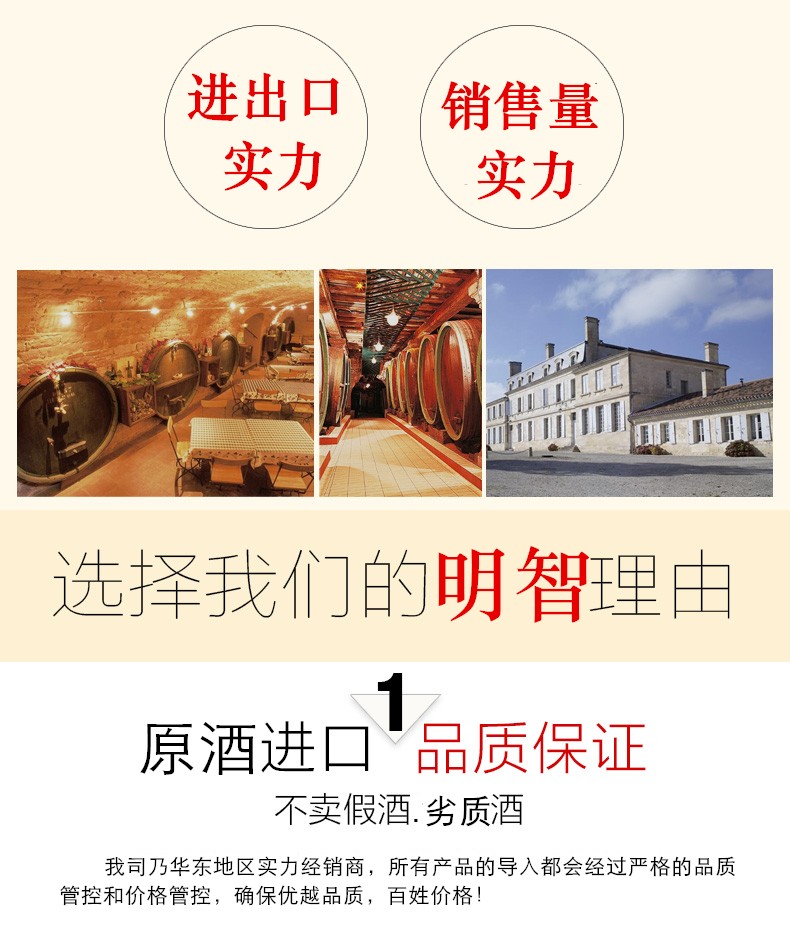 进出口
实力
销售量
实力
选择我们的明智理由
1
原酒进口 品质保证
不卖假酒.劣质酒
我司乃华东地区实力经销商，所有产品的导入都会经过严格的品质
管控和价格管控，确保优越品质，百姓价格！